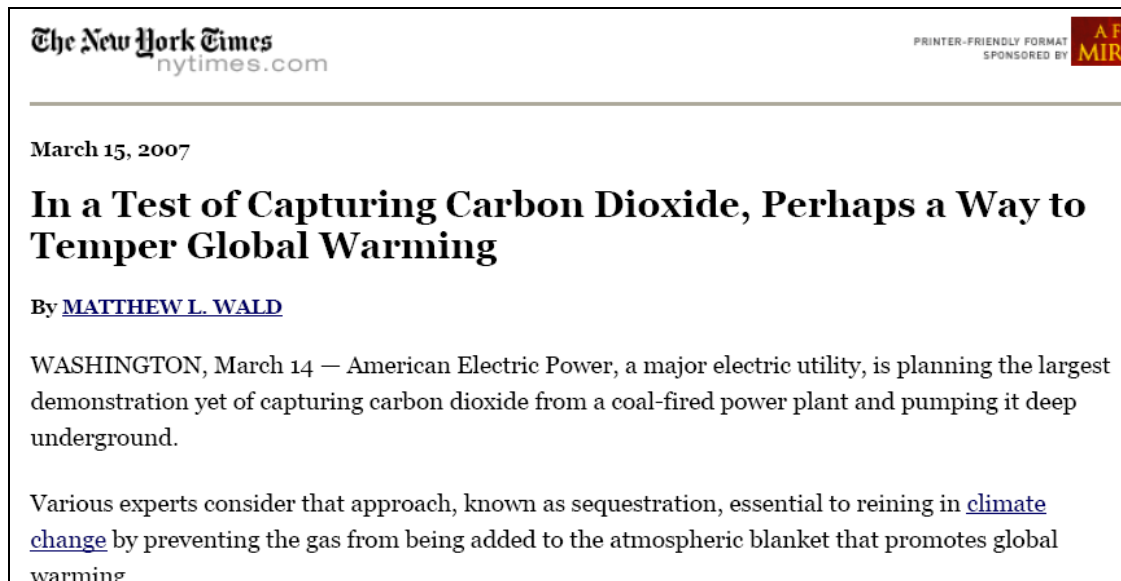 The New York Times
nytimes.com
PRINTER-FRIENDLY FORMAT
SPONSORED BY
A F
MIR
March 15, 2007
In a Test of Capturing Carbon Dioxide, Perhaps a Way to
Temper Global Warming
By MATTHEW L. WALD
WASHINGTON, March 14 — American Electric Power, a major electric utility, is planning the largest
demonstration yet of capturing carbon dioxide from a coal-fired power plant and pumping it deep
underground.
Various experts consider that approach, known as sequestration, essential to reining in climate
change by preventing the gas from being added to the atmospheric blanket that promotes global
warming